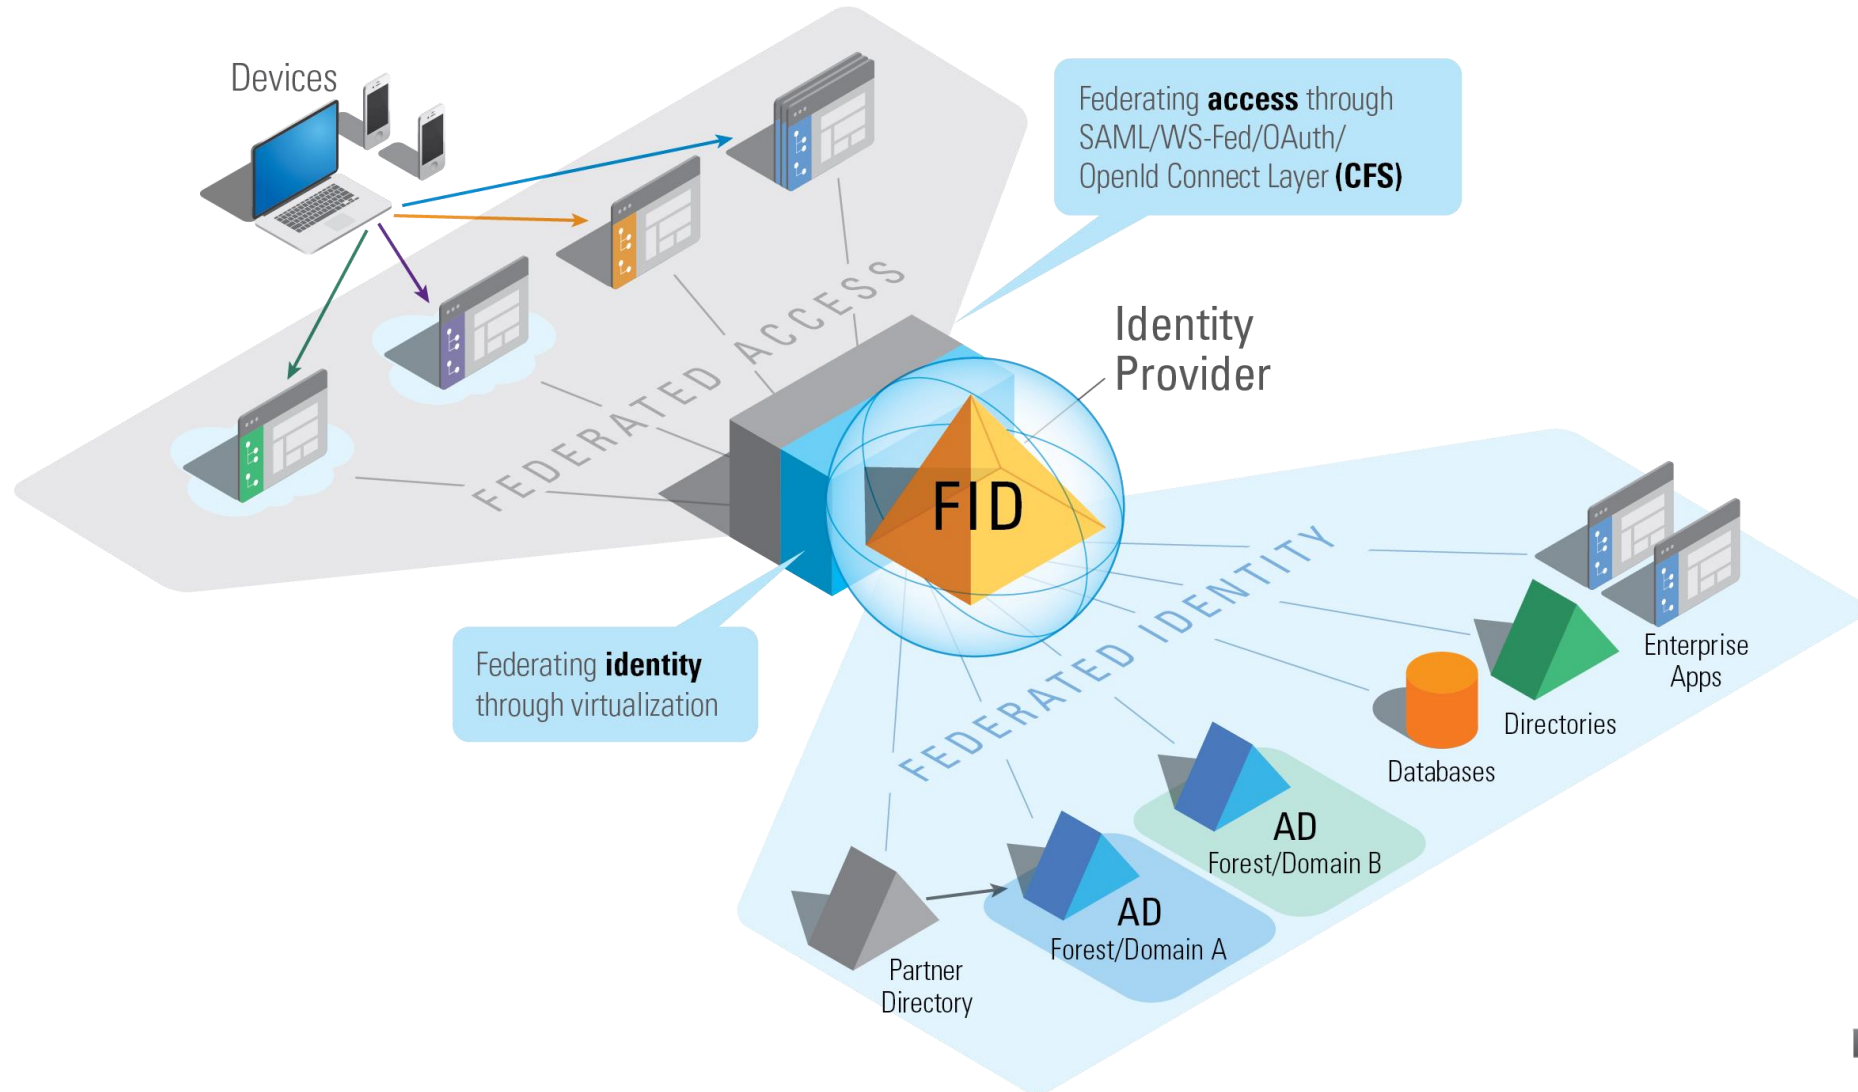 Devices
Federating access through
SAML/WS-Fed/OAuth/
OpenId Connect Layer (CFS)
FEDERATED ACCESS
Identity
Provider
FID
Federating identity
through virtualization
FEDERATED IDENTITY
Enterprise
Apps
Directories
Databases
AD
Forest/Domain B
AD
Forest/Domain A
Partner
Directory